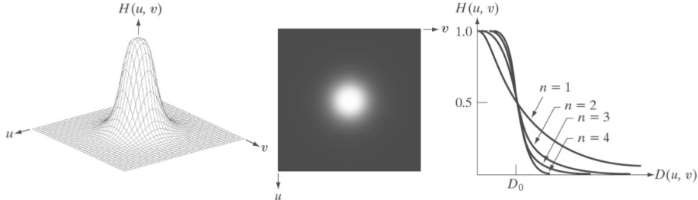 H(u, v)
u
v
v
u
H(u, v)
1.0
0.5
n = 1
n = 2
n = 3
n = 4
D₀
D(u, v)